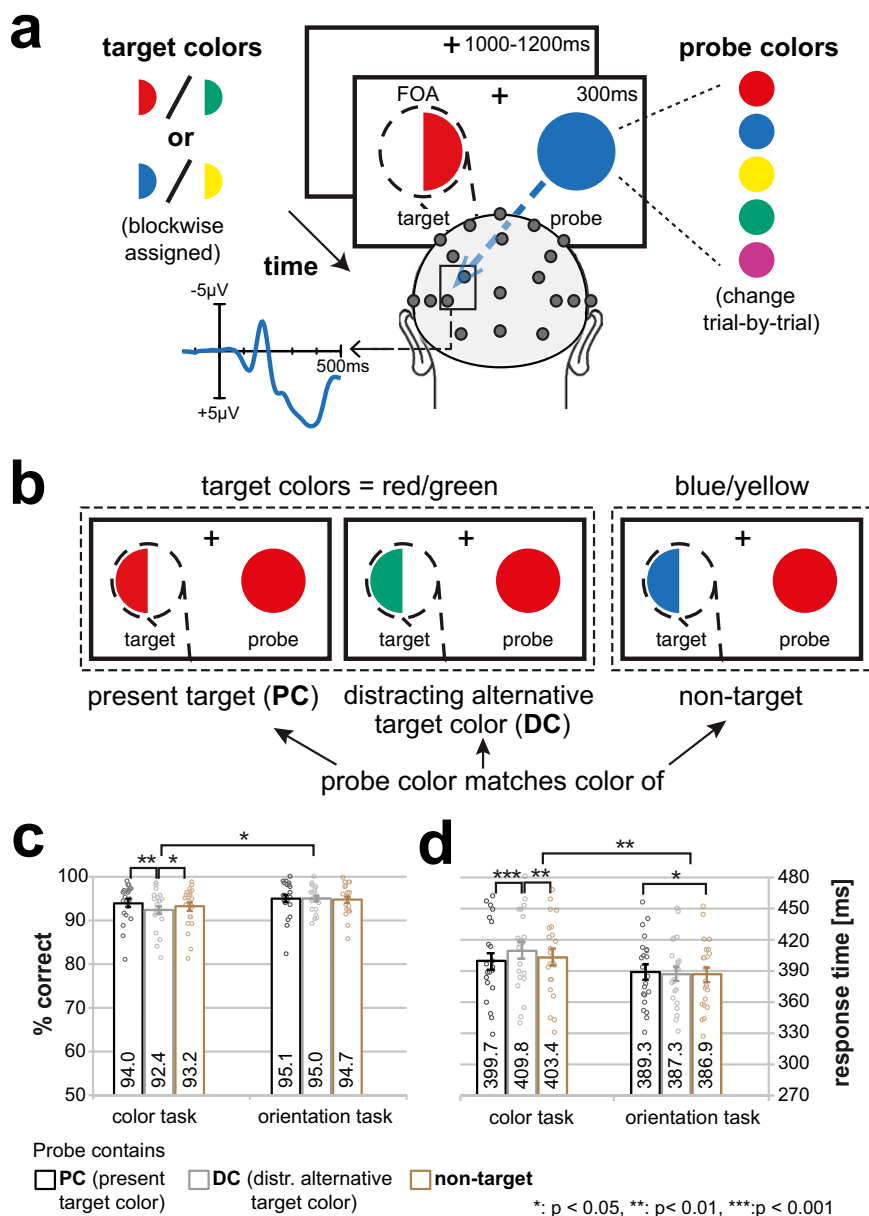 a
target colors
or
(blockwise
assigned)
time
+ 1000-1200ms
FOA
+
300ms
target
probe
probe colors
(change
trial-by-trial)
-5µV
500ms
+5µV
b
target colors = red/green
blue/yellow
+
target
probe
+
target
probe
+
target
probe
present target (PC)
distracting alternative
target color (DC)
non-target
probe color matches color of
c
% correct
100
90
80
70
60
50
** * *
94.0
92.4
93.2
95.1
95.0
94.7
color task
orientation task
d
response time [ms]
480
450
420
390
360
330
300
270
*** ** ** *
399.7
409.8
403.4
389.3
387.3
386.9
color task
orientation task
Probe contains
PC (present
target color)
DC (distr. alternative
target color)
non-target
*: p < 0.05, **: p< 0.01, ***:p < 0.001